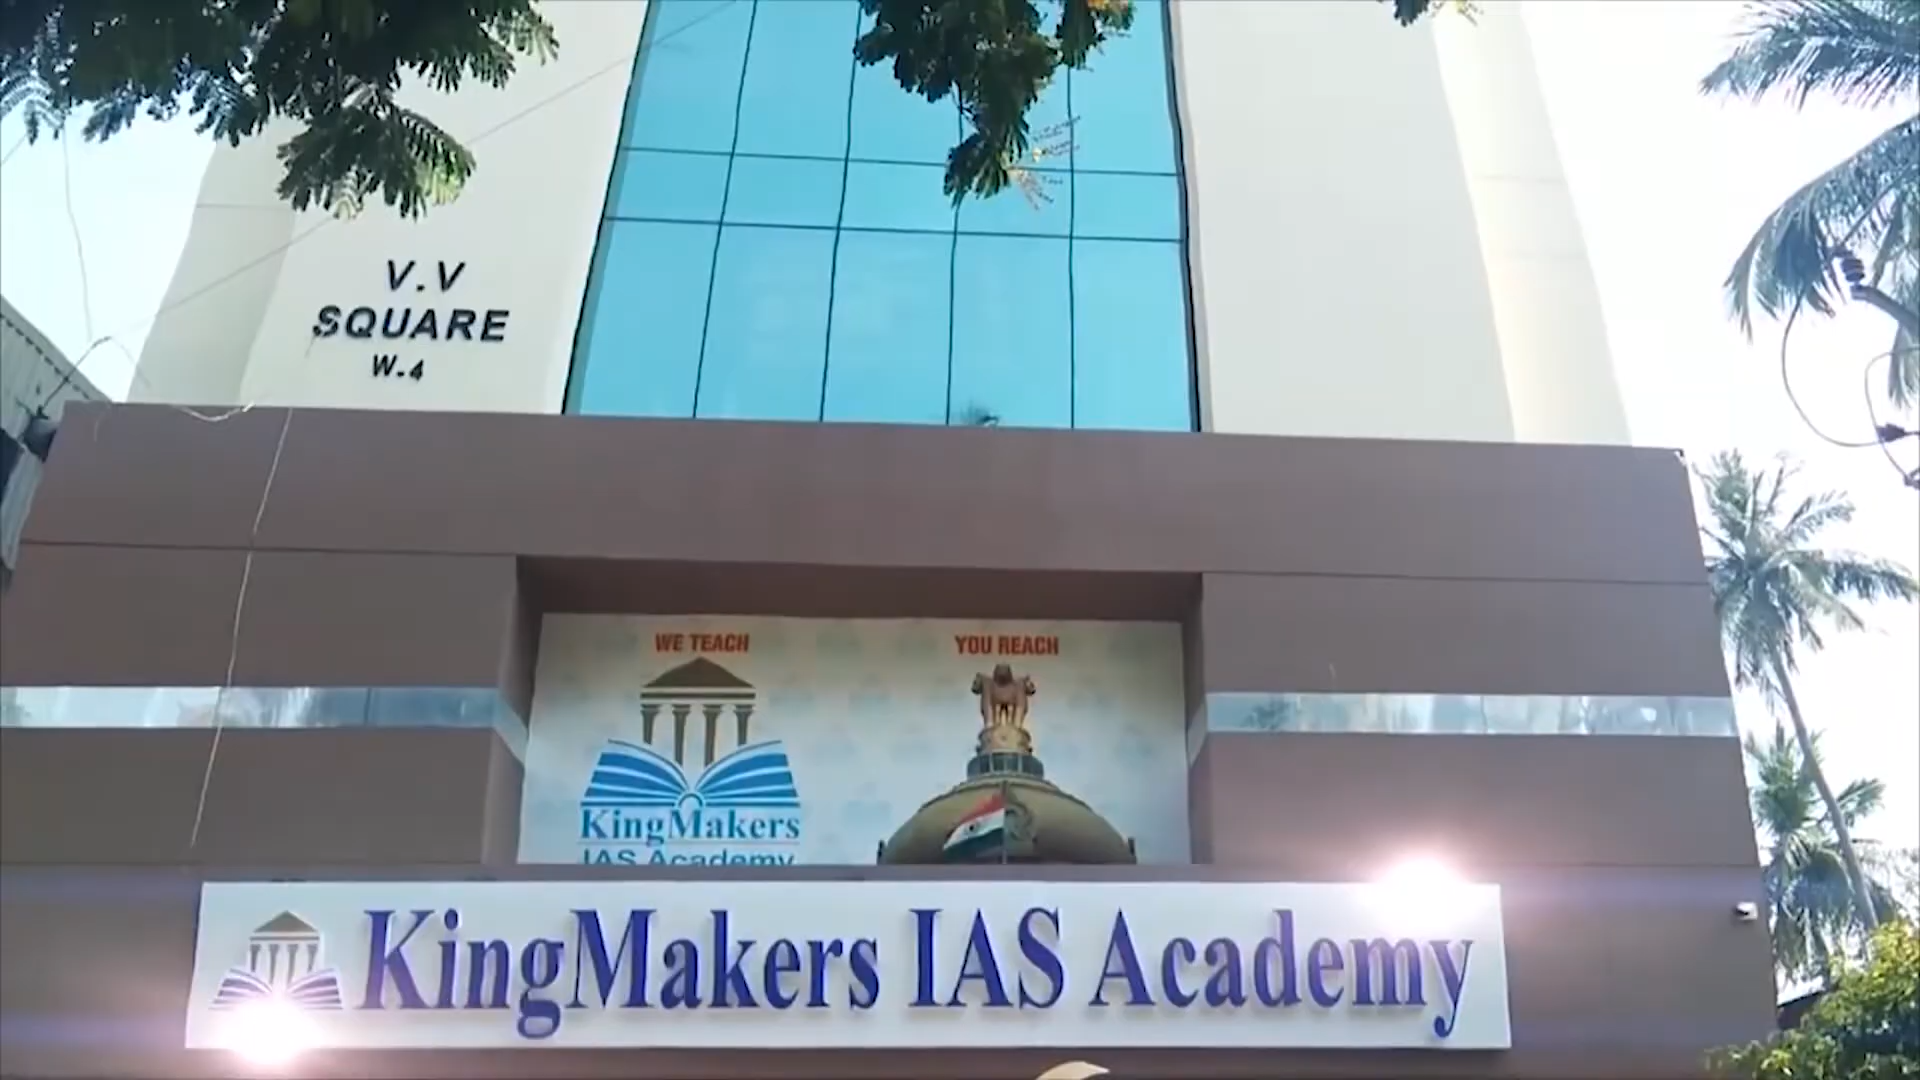 V.V
SQUARE
W-4
WE TEACH
YOU REACH
KingMakers
IAS Academy
KingMakers IAS Academy